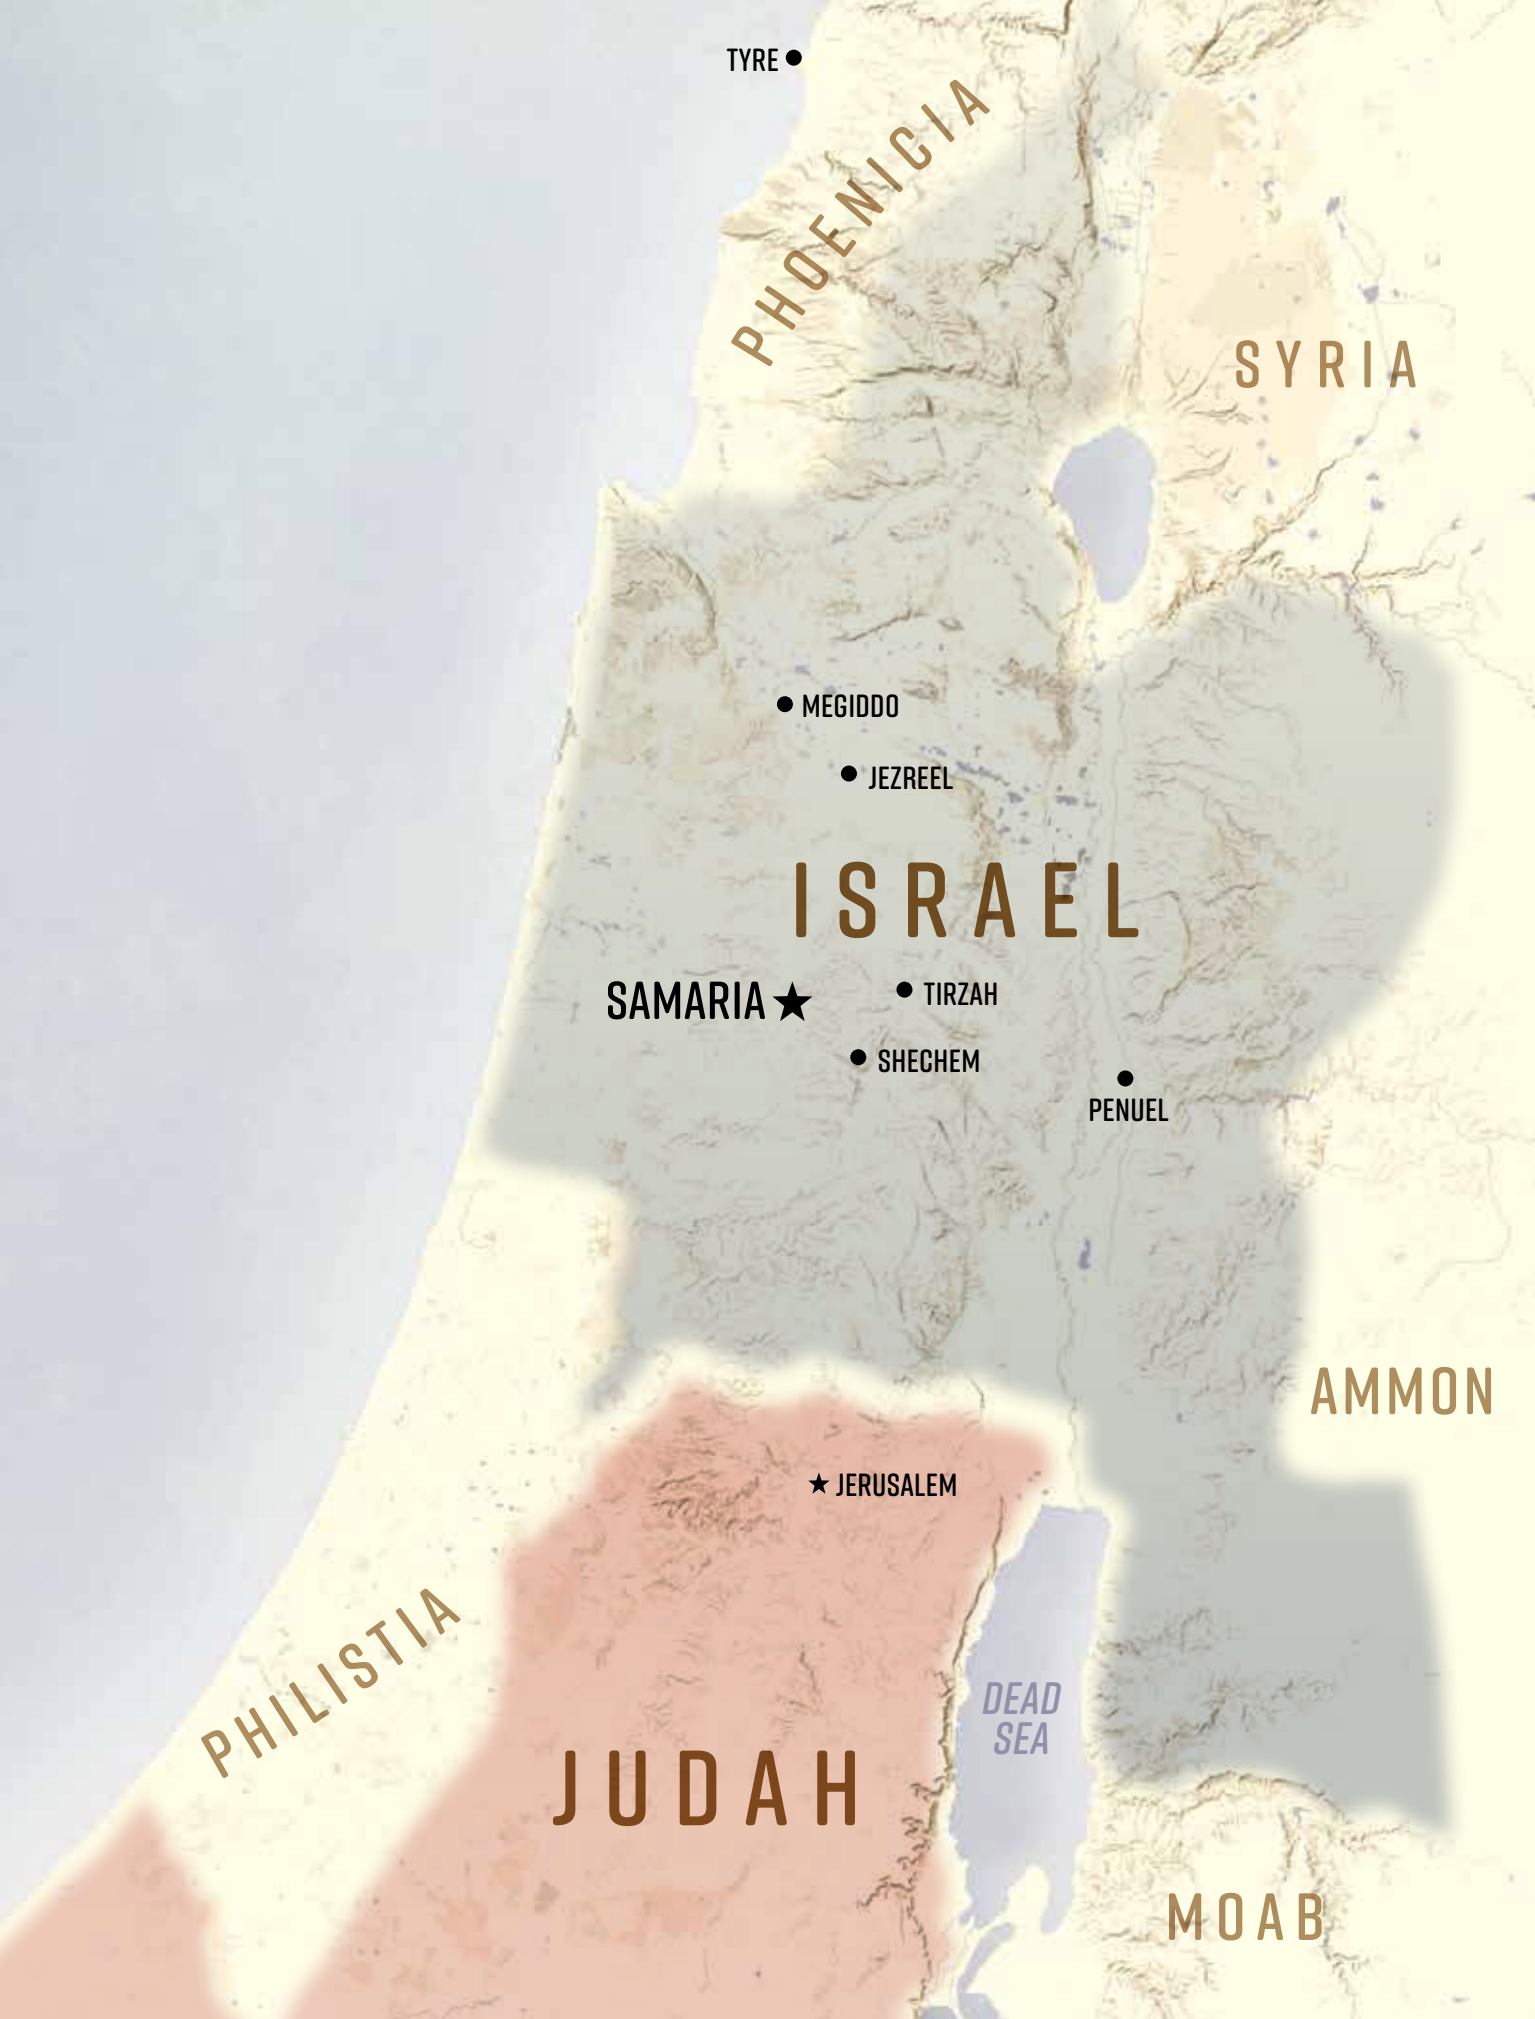 TYRE
PHOENICIA
SYRIA
MEGIDDO
JEZREEL
ISRAEL
SAMARIA
TIRZAH
SHECHEM
PENUEL
AMMON
JERUSALEM
PHILISTIA
DEAD
SEA
JUDAH
MOAB